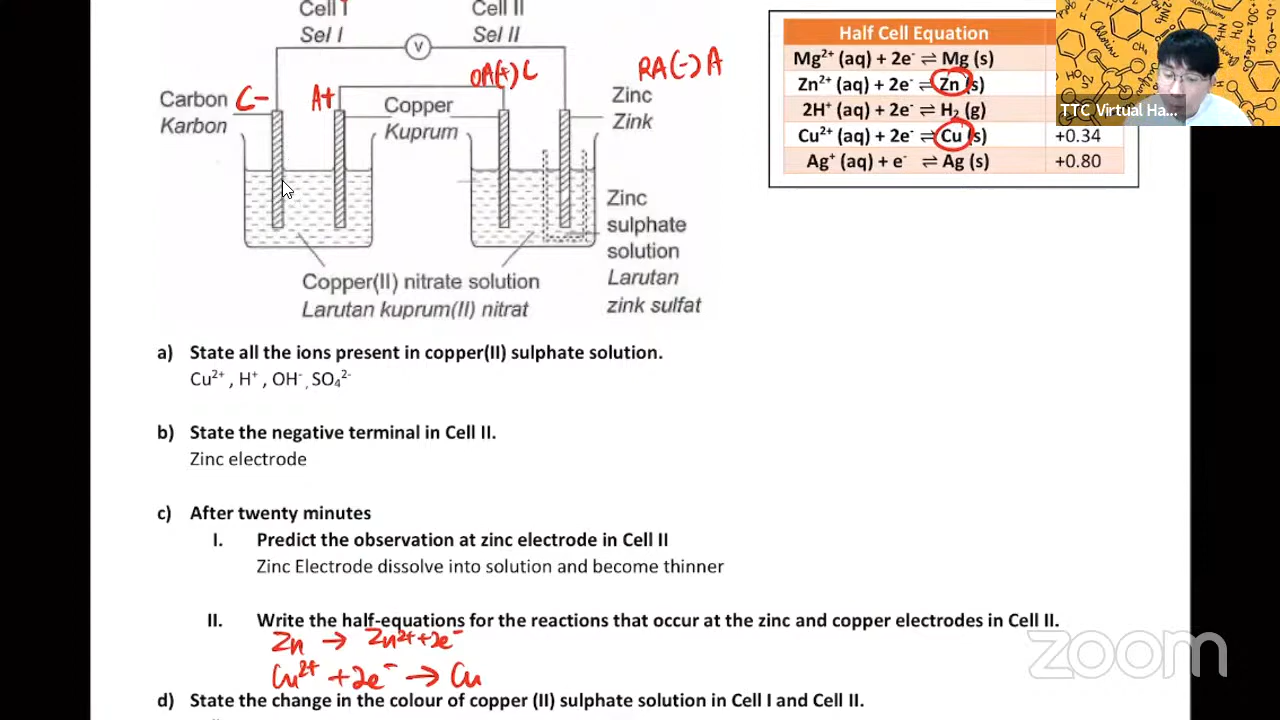 Cell I
Sel I
Cell II
Sel II
V
OA(+) C
RA(-) A
Carbon
Karbon
C-
A+
Copper
Kuprum
Zinc
Zink
Zinc
sulphate
solution
Larutan
zink sulfat
Copper(II) nitrate solution
Larutan kuprum(II) nitrat
Half Cell Equation
Mg²⁺ (aq) + 2e⁻ ⇌ Mg (s)
Zn²⁺ (aq) + 2e⁻ ⇌ Zn (s)
2H⁺ (aq) + 2e⁻ ⇌ H₂ (g)
Cu²⁺ (aq) + 2e⁻ ⇌ Cu (s) +0.34
Ag⁺ (aq) + e⁻ ⇌ Ag (s) +0.80
TTC Virtual Ha...
a) State all the ions present in copper(II) sulphate solution.
Cu²⁺ , H⁺ , OH⁻ , SO₄²⁻
b) State the negative terminal in Cell II.
Zinc electrode
c) After twenty minutes
I. Predict the observation at zinc electrode in Cell II
Zinc Electrode dissolve into solution and become thinner
II. Write the half-equations for the reactions that occur at the zinc and copper electrodes in Cell II.
Zn → Zn²⁺ + 2e⁻
Cu²⁺ + 2e⁻ → Cu
zoom
d) State the change in the colour of copper (II) sulphate solution in Cell I and Cell II.